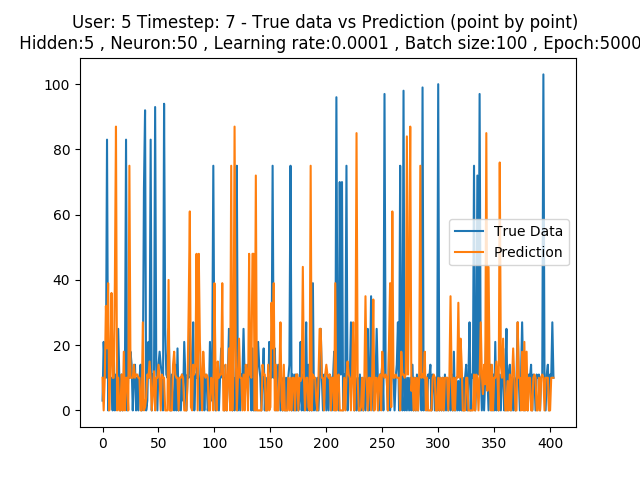 User: 5 Timestep: 7 - True data vs Prediction (point by point)
Hidden:5 , Neuron:50 , Learning rate:0.0001 , Batch size:100 , Epoch:5000
100
80
60
40
20
0
True Data
Prediction
0 50 100 150 200 250 300 350 400